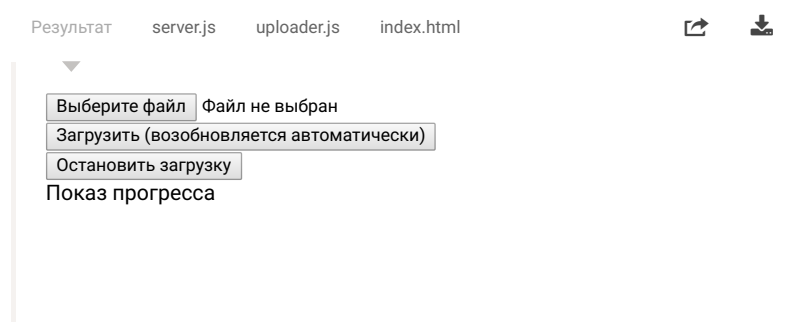 Результат server.js uploader.js index.html
Выберите файл Файл не выбран
Загрузить (возобновляется автоматически)
Остановить загрузку
Показ прогресса